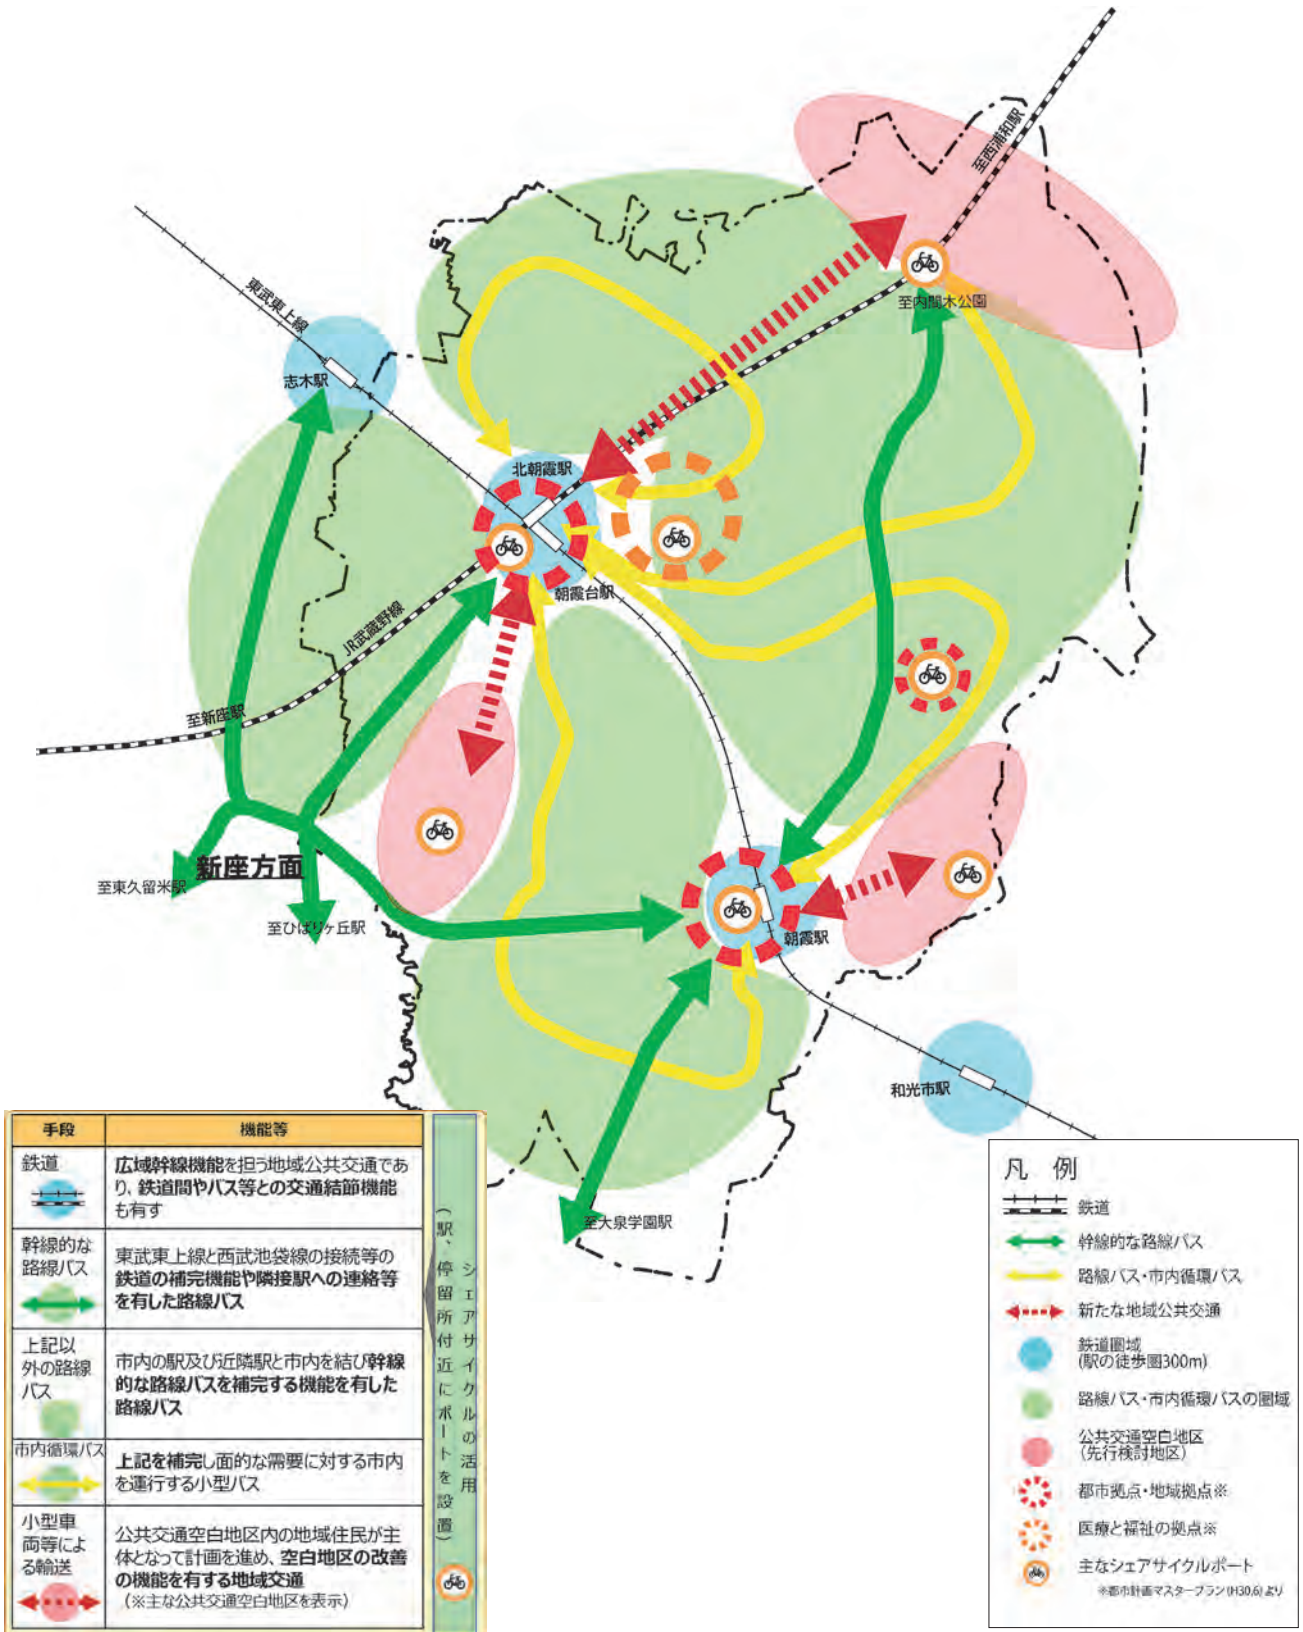 至西浦和駅
東武東上線
至内間木公園
志木駅
北朝霞駅
朝霞台駅
JR武蔵野線
至新座駅
新座方面
至東久留米駅
至ひばりヶ丘駅
朝霞駅
和光市駅
至大泉学園駅
手段
機能等
鉄道
広域幹線機能を担う地域公共交通であ
り、鉄道間やバス等との交通結節機能
も有す
幹線的な
路線バス
東武東上線と西武池袋線の接続等の
鉄道の補完機能や隣接駅への連絡等
を有した路線バス
上記以
外の路線
バス
市内の駅及び近隣駅と市内を結び幹線
的な路線バスを補完する機能を有した
路線バス
市内循環バス
上記を補完し面的な需要に対する市内
を運行する小型バス
小型車
両等によ
る輸送
公共交通空白地区内の地域住民が主
体となって計画を進め、空白地区の改善
の機能を有する地域交通
(※主な公共交通空白地区を表示)
シェアサイクルの活用
(駅、停留所付近にポートを設置)
凡 例
鉄道
幹線的な路線バス
路線バス・市内循環バス
新たな地域公共交通
鉄道圏域
(駅の徒歩圏300m)
路線バス・市内循環バスの圏域
公共交通空白地区
(先行検討地区)
都市拠点・地域拠点※
医療と福祉の拠点※
主なシェアサイクルポート
※都市計画マスタープラン(H30.6)より